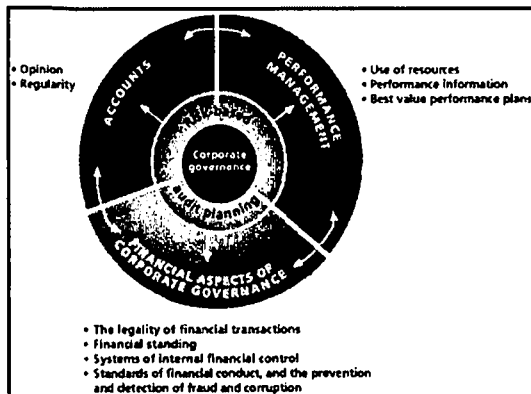 • Opinion
• Regularity
ACCOUNTS
PERFORMANCE
MANAGEMENT
• Use of resources
• Performance information
• Best value performance plans
Corporate
governance
audit planning
FINANCIAL ASPECTS OF
CORPORATE GOVERNANCE
• The legality of financial transactions
• Financial standing
• Systems of internal financial control
• Standards of financial conduct, and the prevention
and detection of fraud and corruption